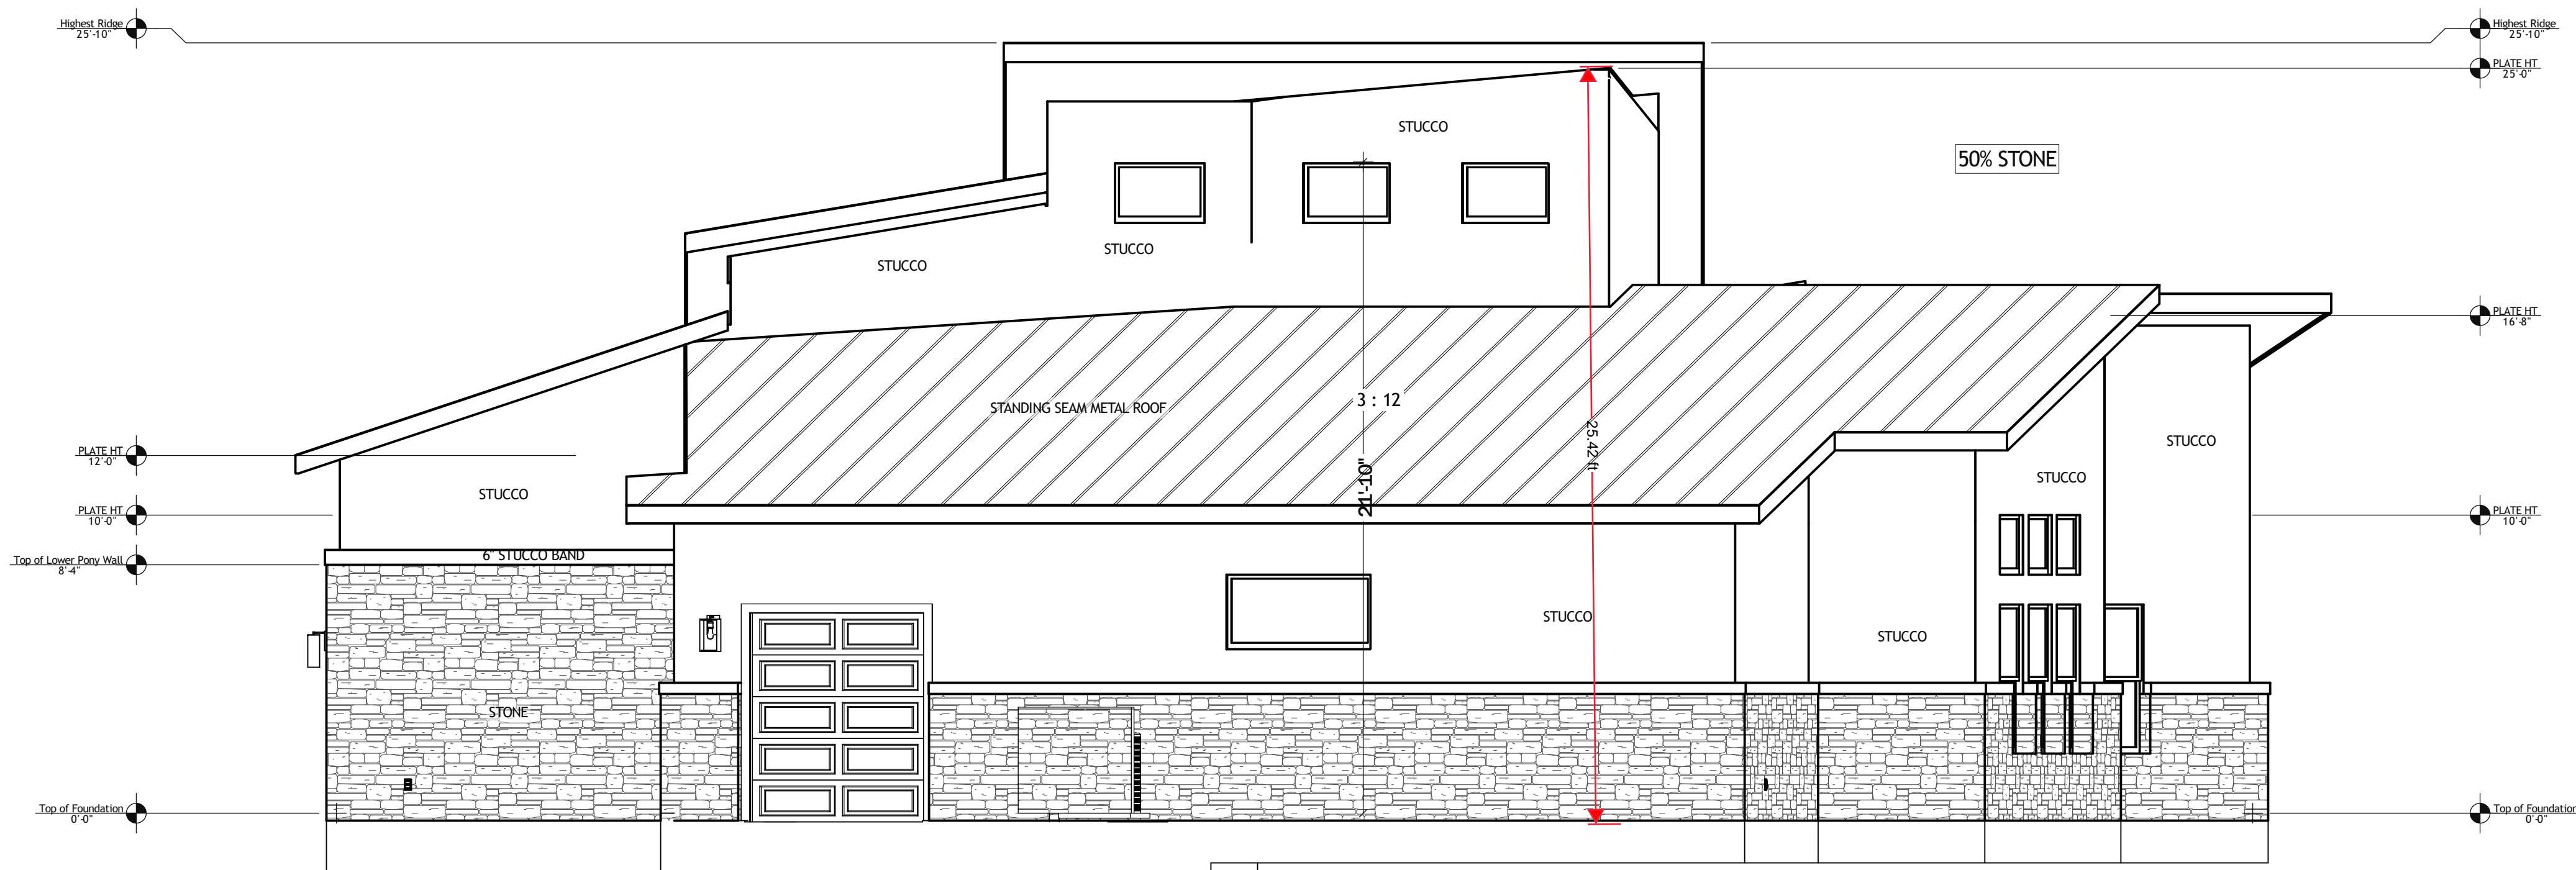 Highest Ridge
25'-10"
Highest Ridge
25'-10"
PLATE HT
25'-0"
STUCCO
50% STONE
STUCCO
STUCCO
PLATE HT
16'-8"
3 : 12
STANDING SEAM METAL ROOF
25.42 ft
STUCCO
PLATE HT
12'-0"
21'-10"
STUCCO
STUCCO
PLATE HT
10'-0"
PLATE HT
10'-0"
6" STUCCO BAND
Top of Lower Pony Wall
8'-4"
STUCCO
STUCCO
STONE
Top of Foundation
0'-0"
Top of Foundation
0'-0"